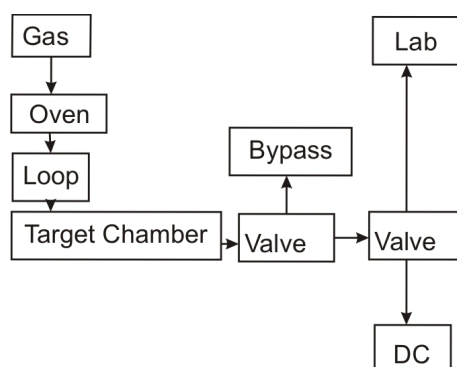 Gas
Lab
Oven
Bypass
Loop
Target Chamber
Valve
Valve
DC